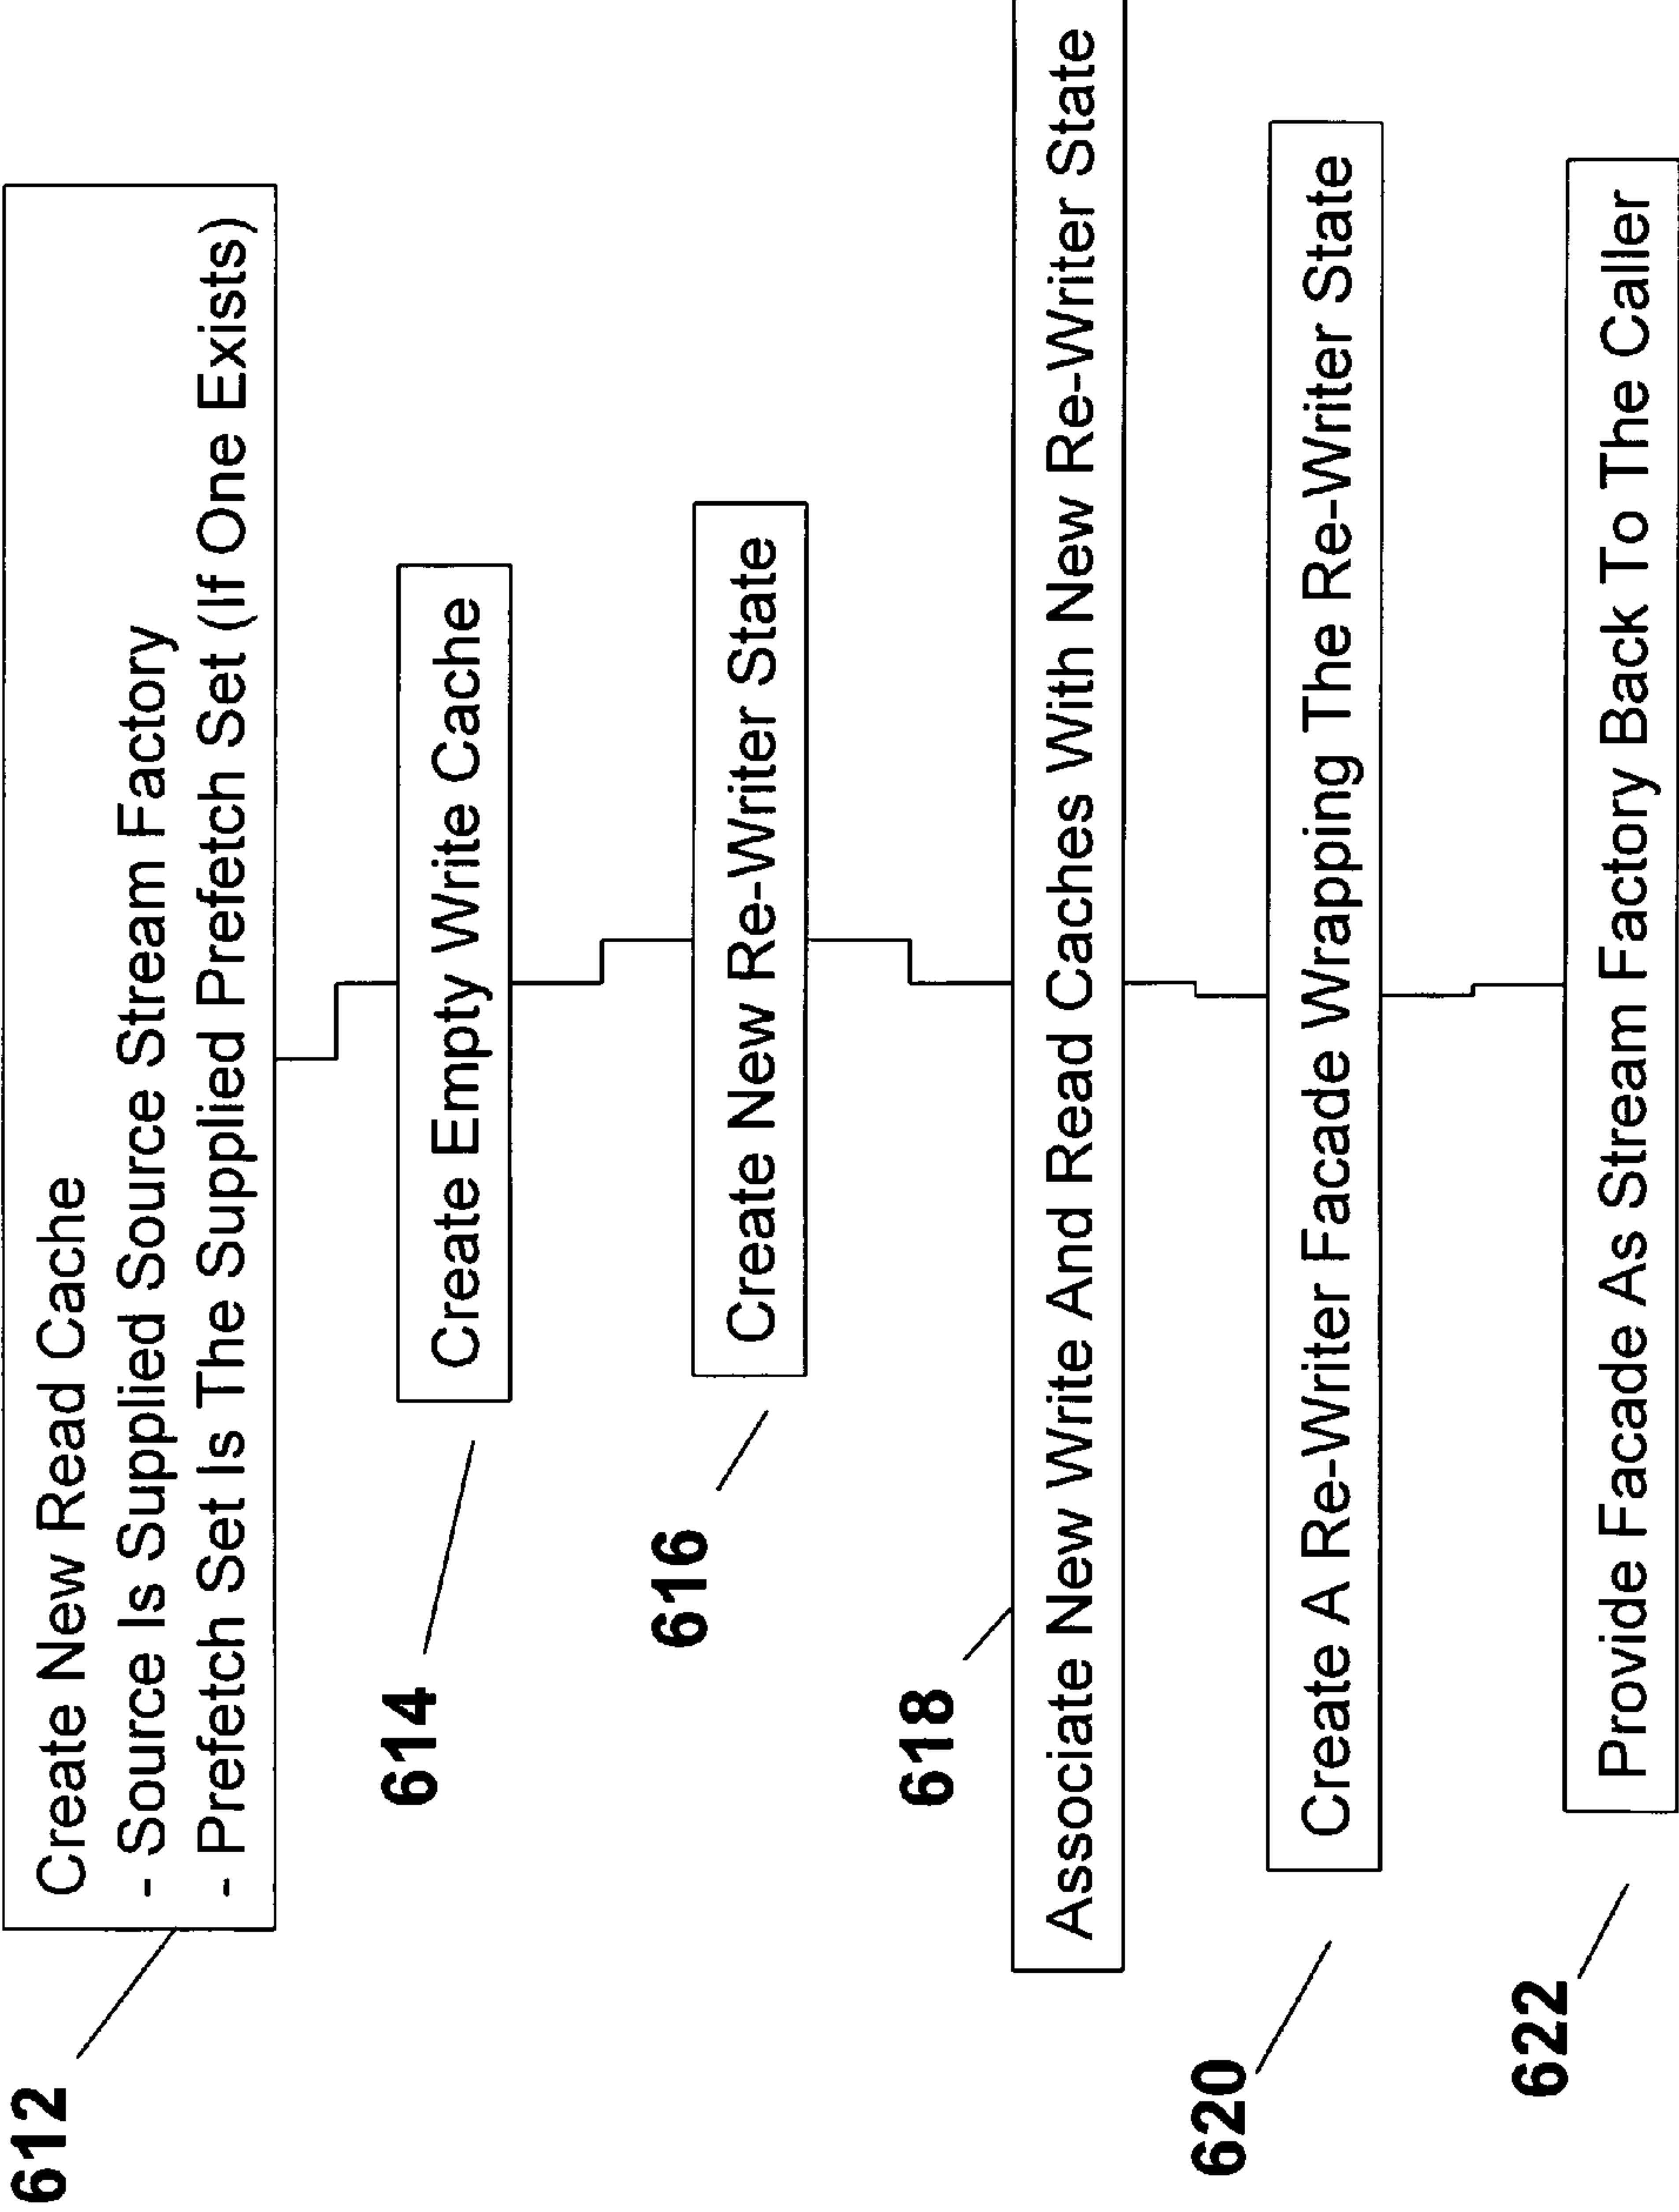 612
Create New Read Cache
- Source Is Supplied Source Stream Factory
- Prefetch Set Is The Supplied Prefetch Set (If One Exists)
614
Create Empty Write Cache
616
Create New Re-Writer State
618
Associate New Write And Read Caches With New Re-Writer State
620
Create A Re-Writer Facade Wrapping The Re-Writer State
622
Provide Facade As Stream Factory Back To The Caller